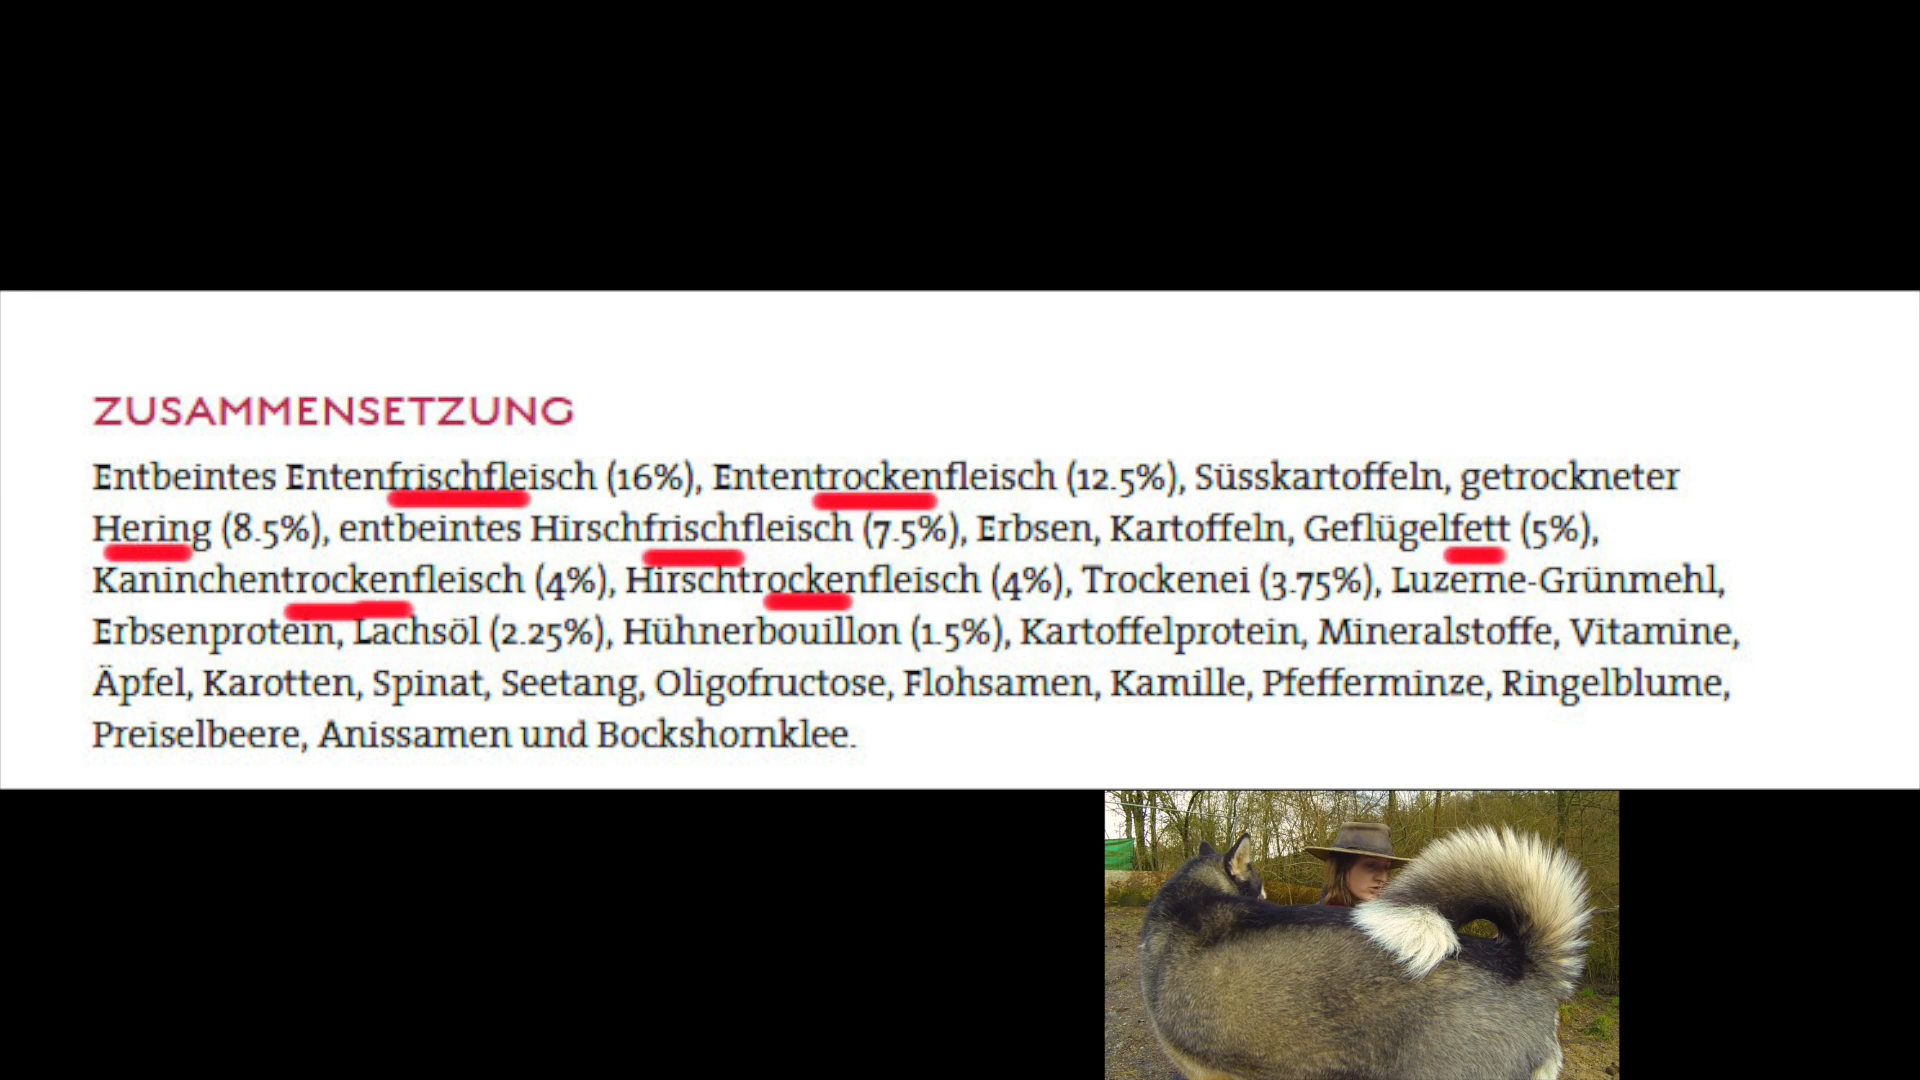 ZUSAMMENSETZUNG
Entbeintes Entenfrischfleisch (16%), Ententrockenfleisch (12.5%), Süsskartoffeln, getrockneter
Hering (8.5%), entbeintes Hirschfrischfleisch (7.5%), Erbsen, Kartoffeln, Geflügelfett (5%),
Kaninchentrockenfleisch (4%), Hirschtrockenfleisch (4%), Trockenei (3.75%), Luzerne-Grünmehl,
Erbsenprotein, Lachsöl (2.25%), Hühnerbouillon (1.5%), Kartoffelprotein, Mineralstoffe, Vitamine,
Äpfel, Karotten, Spinat, Seetang, Oligofructose, Flohsamen, Kamille, Pfefferminze, Ringelblume,
Preiselbeere, Anissamen und Bockshornklee.